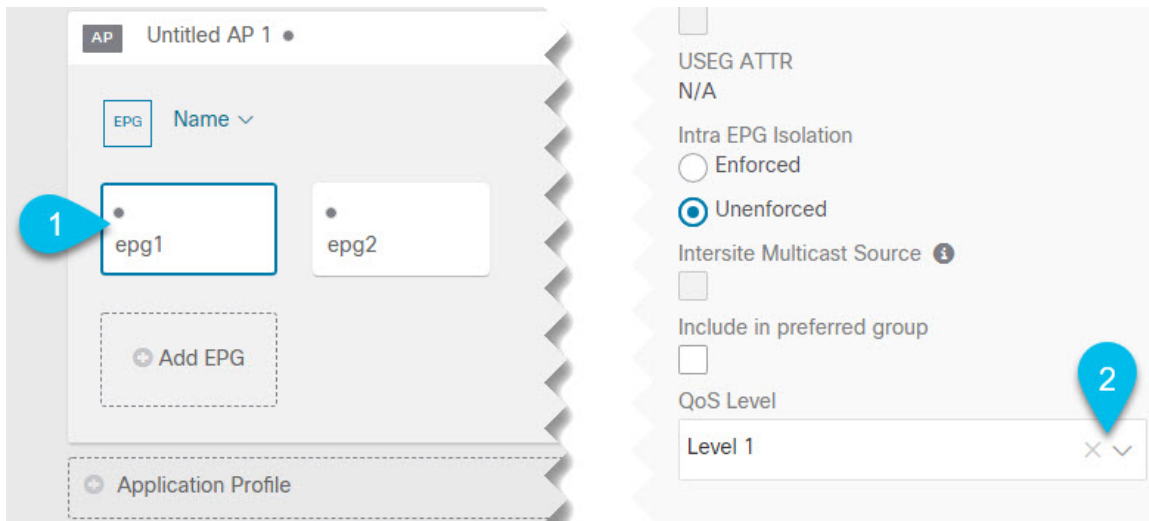 AP Untitled AP 1
EPG Name
1
epg1
epg2
Add EPG
Application Profile
USEG ATTR
N/A
Intra EPG Isolation
Enforced
Unenforced
Intersite Multicast Source i
Include in preferred group
2
QoS Level
Level 1